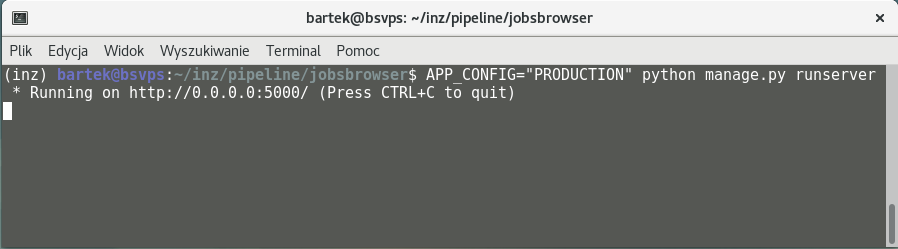 bartek@bsvps: ~/inz/pipeline/jobsbrowser
Plik Edycja Widok Wyszukiwanie Terminal Pomoc
(inz) bartek@bsvps:~/inz/pipeline/jobsbrowser$ APP_CONFIG="PRODUCTION" python manage.py runserver
* Running on http://0.0.0.0:5000/ (Press CTRL+C to quit)